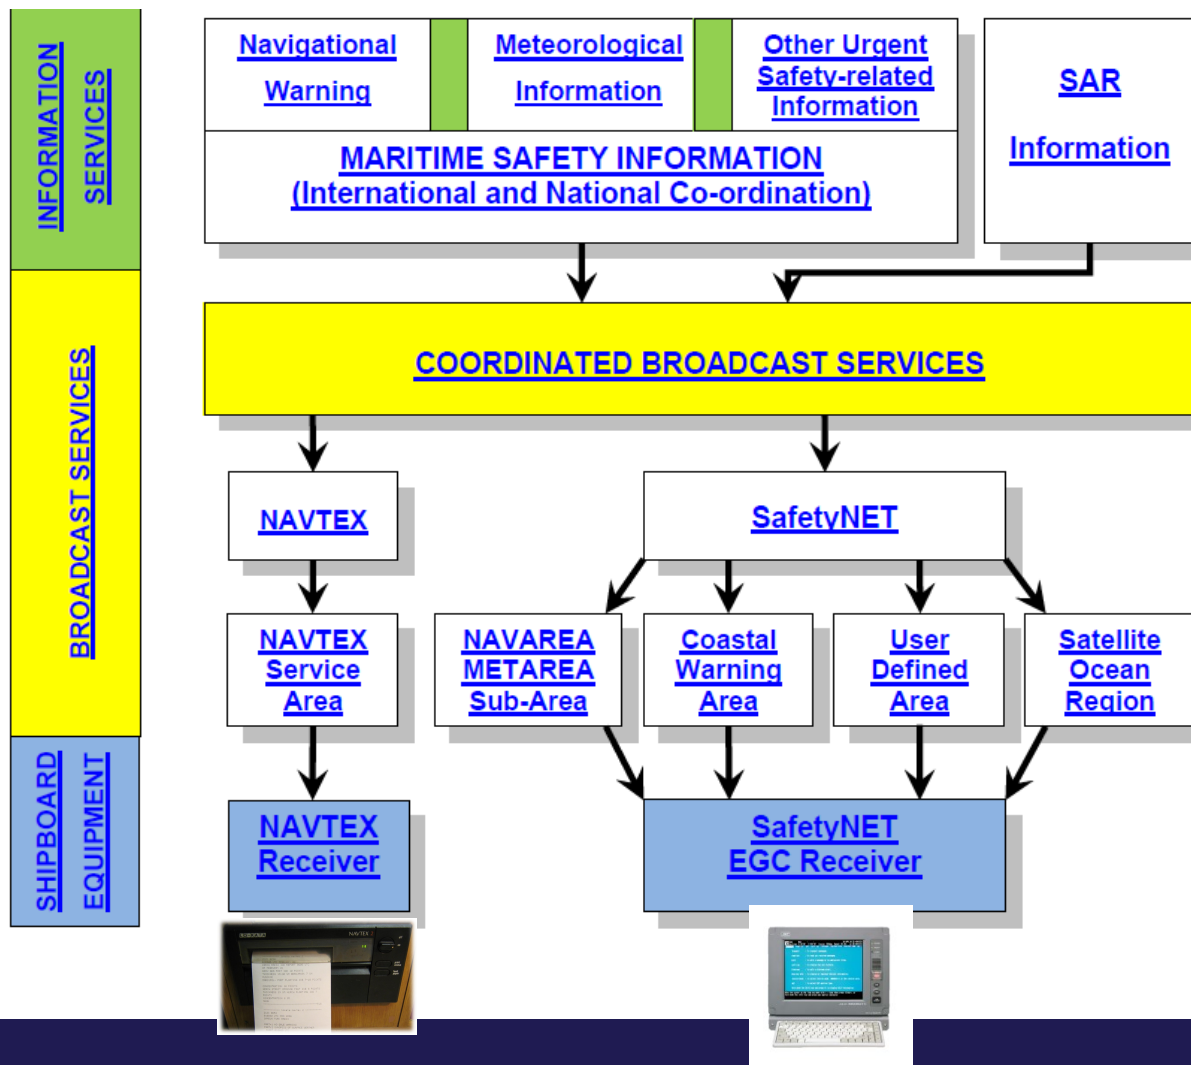 INFORMATION
SERVICES
Navigational
Warning
Meteorological
Information
Other Urgent
Safety-related
Information
SAR
Information
MARITIME SAFETY INFORMATION
(International and National Co-ordination)
BROADCAST SERVICES
COORDINATED BROADCAST SERVICES
NAVTEX
SafetyNET
NAVTEX
Service
Area
NAVAREA
METAREA
Sub-Area
Coastal
Warning
Area
User
Defined
Area
Satellite
Ocean
Region
SHIPBOARD
EQUIPMENT
NAVTEX
Receiver
SafetyNET
EGC Receiver
NAVTEX